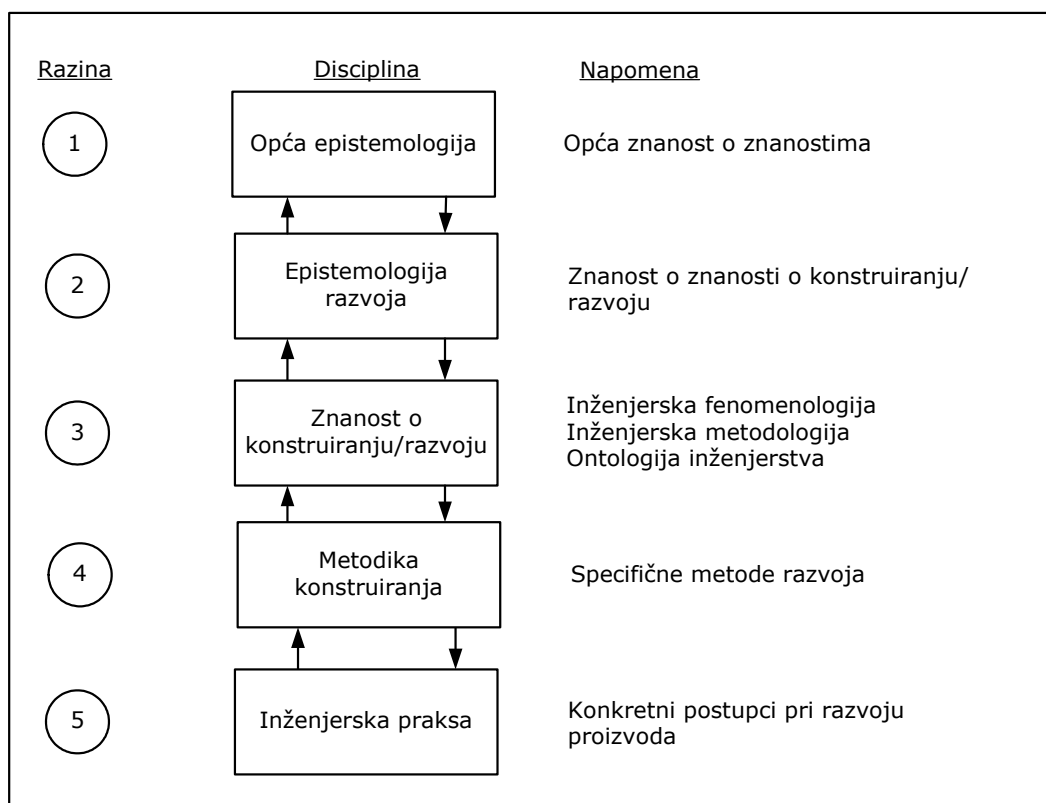 Razina
Disciplina
Napomena
1
Opća epistemologija
Opća znanost o znanostima
2
Epistemologija
razvoja
Znanost o znanosti o konstruiranju/
razvoju
3
Znanost o
konstruiranju/razvoju
Inženjerska fenomenologija
Inženjerska metodologija
Ontologija inženjerstva
4
Metodika
konstruiranja
Specifične metode razvoja
5
Inženjerska praksa
Konkretni postupci pri razvoju
proizvoda